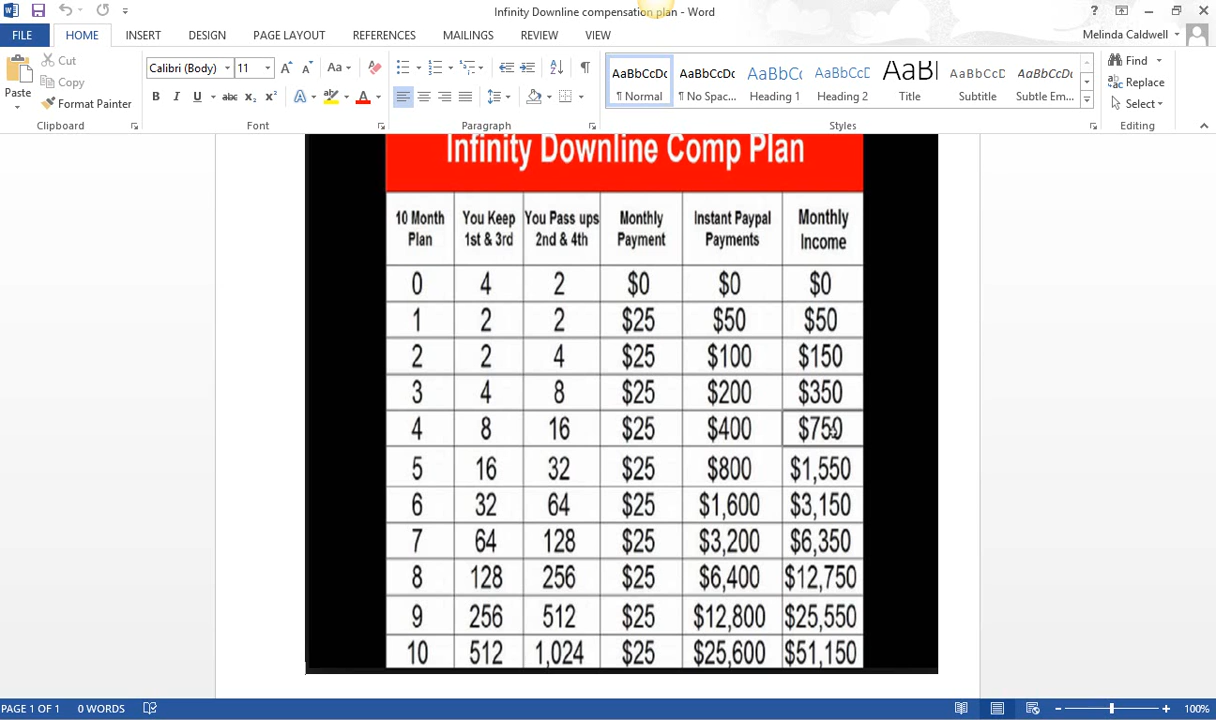 Infinity Downline compensation plan - Word
FILE HOME INSERT DESIGN PAGE LAYOUT REFERENCES MAILINGS REVIEW VIEW Melinda Caldwell
Paste Cut Copy Format Painter
Calibri (Body) 11
AaBbCcDc AaBbCcDc AaBbCc AaBbCcC AaBl AaBbCcD AaBbCcDc
¶ Normal ¶ No Spac... Heading 1 Heading 2 Title Subtitle Subtle Em...
Find
Replace
Select
Clipboard Font Paragraph Styles Editing
Infinity Downline Comp Plan
10 Month Plan You Keep 1st & 3rd You Pass ups 2nd & 4th Monthly Payment Instant Paypal Payments Monthly Income
0 4 2 $0 $0 $0
1 2 2 $25 $50 $50
2 2 4 $25 $100 $150
3 4 8 $25 $200 $350
4 8 16 $25 $400 $750
5 16 32 $25 $800 $1,550
6 32 64 $25 $1,600 $3,150
7 64 128 $25 $3,200 $6,350
8 128 256 $25 $6,400 $12,750
9 256 512 $25 $12,800 $25,550
10 512 1,024 $25 $25,600 $51,150
PAGE 1 OF 1 0 WORDS 100%